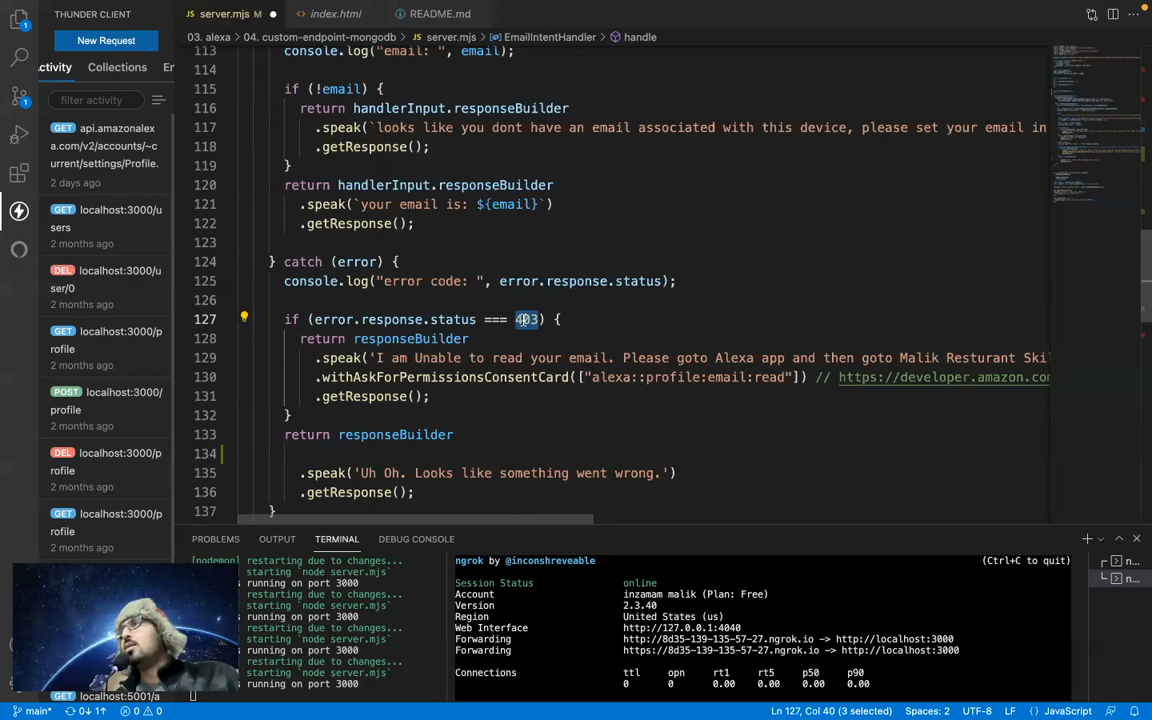 THUNDER CLIENT
New Request
ctivity Collections En
filter activity
GET api.amazonalex
a.com/v2/accounts/~c
urrent/settings/Profile.
2 days ago
GET localhost:3000/u
sers
2 months ago
DEL localhost:3000/u
ser/0
2 months ago
GET localhost:3000/p
rofile
2 months ago
POST localhost:3000/
profile
2 months ago
DEL localhost:3000/p
rofile
2 months ago
GET localhost:3000/p
rofile
2 months ago
localhost:5001/a
JS server.mjs M index.html README.md
03. alexa > 04. custom-endpoint-mongodb > JS server.mjs > EmailIntentHandler > handle
113 console.log("email: ", email);
114
115 if (!email) {
116 return handlerInput.responseBuilder
117 .speak(`looks like you dont have an email associated with this device, please set your email in
118 .getResponse();
119 }
120 return handlerInput.responseBuilder
121 .speak(`your email is: ${email}`)
122 .getResponse();
123
124 } catch (error) {
125 console.log("error code: ", error.response.status);
126
127 if (error.response.status === 403) {
128 return responseBuilder
129 .speak('I am Unable to read your email. Please goto Alexa app and then goto Malik Resturant Skil
130 .withAskForPermissionsConsentCard(["alexa::profile:email:read"]) // https://developer.amazon.com
131 .getResponse();
132 }
133 return responseBuilder
134
135 .speak('Uh Oh. Looks like something went wrong.')
136 .getResponse();
137 }
PROBLEMS OUTPUT TERMINAL DEBUG CONSOLE
[nodemon] restarting due to changes...
starting `node server.mjs`
running on port 3000
restarting due to changes...
starting `node server.mjs`
running on port 3000
restarting due to changes...
starting `node server.mjs`
running on port 3000
restarting due to changes...
starting `node server.mjs`
running on port 3000
ngrok by @inconshreveable (Ctrl+C to quit)
Session Status online
Account inzamam malik (Plan: Free)
Version 2.3.40
Region United States (us)
Web Interface http://127.0.0.1:4040
Forwarding http://8d35-139-135-57-27.ngrok.io -> http://localhost:3000
Forwarding https://8d35-139-135-57-27.ngrok.io -> http://localhost:3000
Connections ttl opn rt1 rt5 p50 p90
0 0 0.00 0.00 0.00 0.00
n...
n...
main* 0↓ 1↑ 0 0 Ln 127, Col 40 (3 selected) Spaces: 2 UTF-8 LF JavaScript